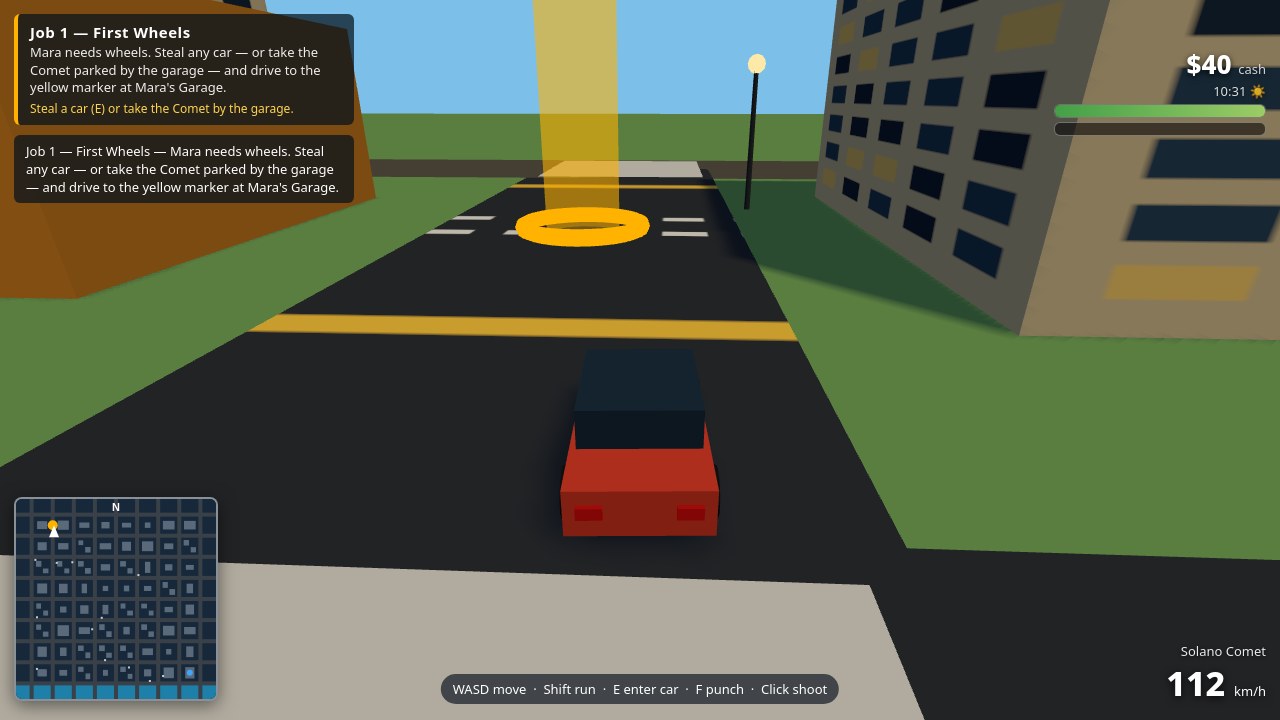 Job 1 — First Wheels
Mara needs wheels. Steal any car — or take the
Comet parked by the garage — and drive to the
yellow marker at Mara's Garage.
Steal a car (E) or take the Comet by the garage.
Job 1 — First Wheels — Mara needs wheels. Steal
any car — or take the Comet parked by the garage
— and drive to the yellow marker at Mara's Garage.
$40 cash
10:31 ☀️
N
WASD move · Shift run · E enter car · F punch · Click shoot
Solano Comet
112 km/h